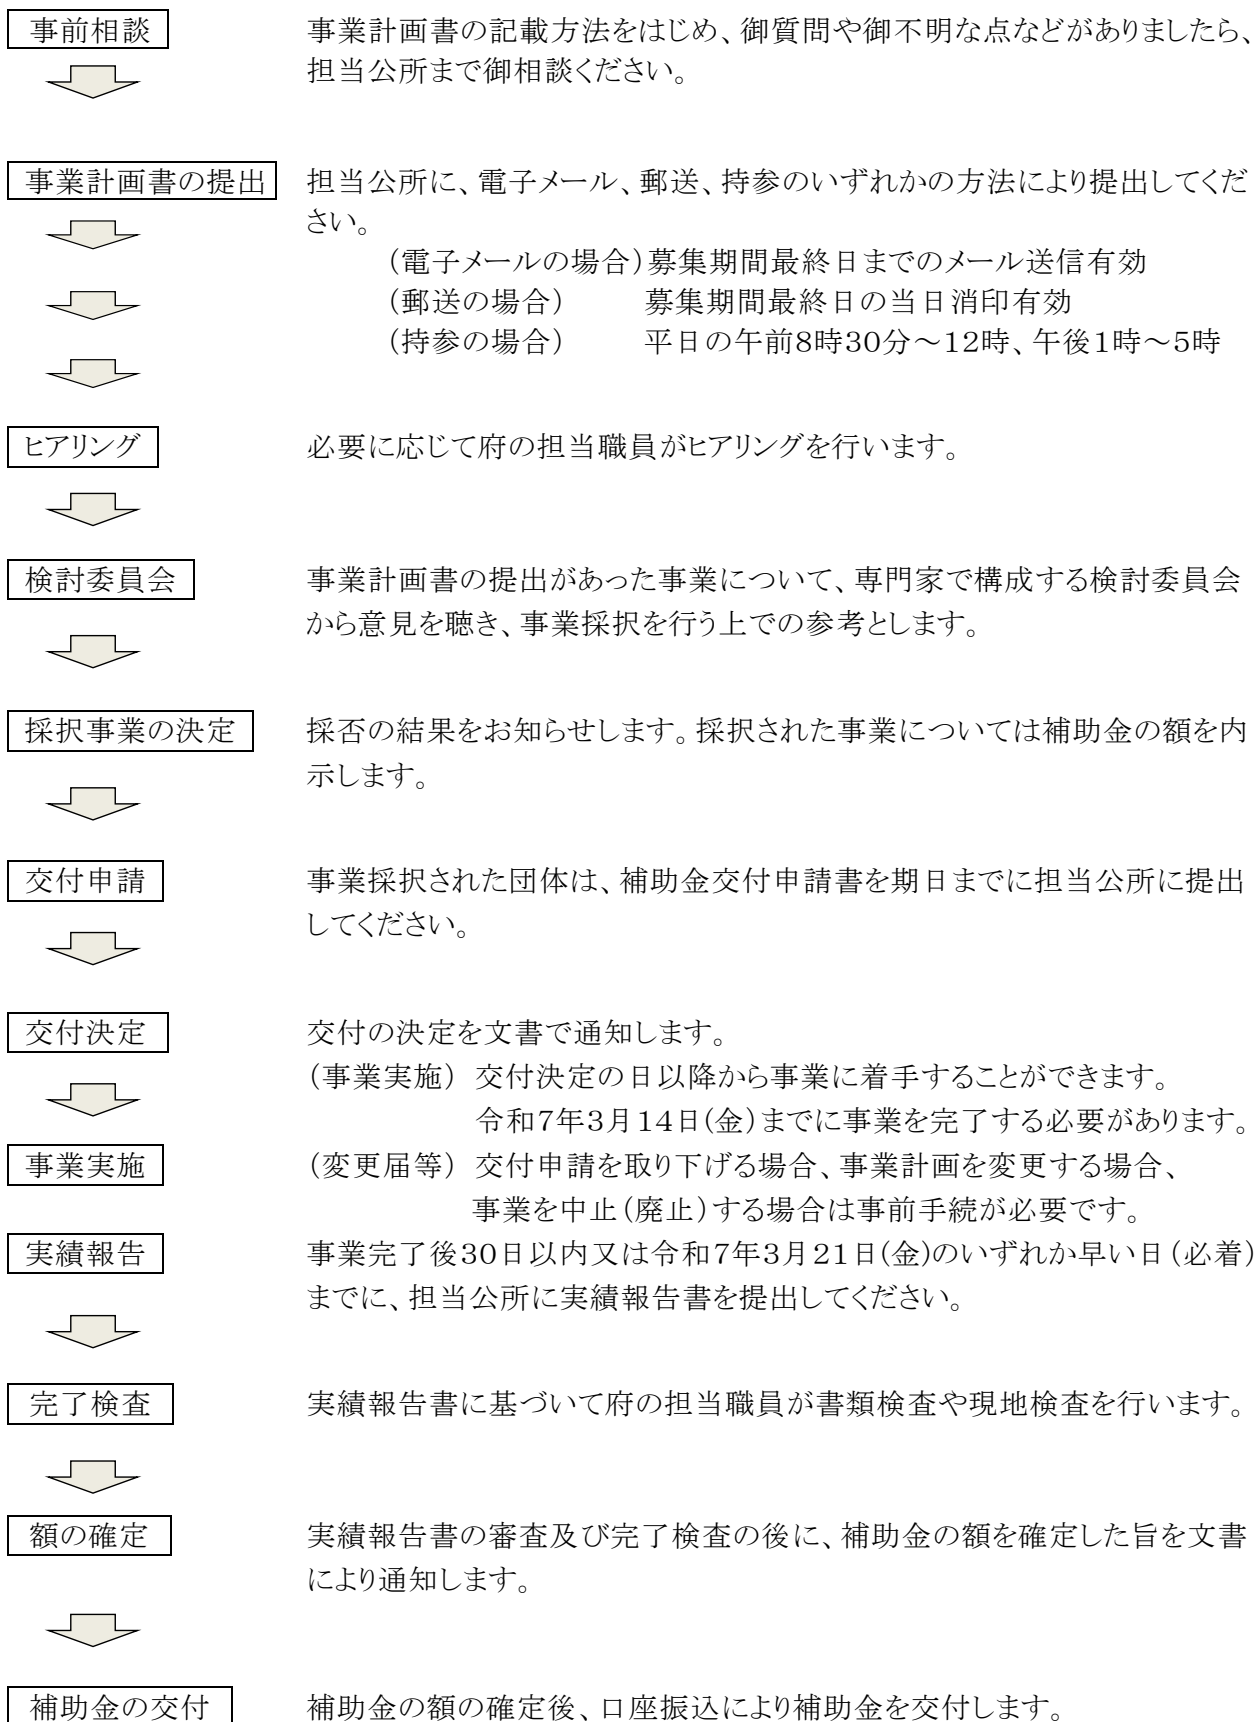 事前相談 事業計画書の記載方法をはじめ、御質問や御不明な点などがありましたら、
担当公所まで御相談ください。
事業計画書の提出 担当公所に、電子メール、郵送、持参のいずれかの方法により提出してくだ
さい。
(電子メールの場合)募集期間最終日までのメール送信有効
(郵送の場合) 募集期間最終日の当日消印有効
(持参の場合) 平日の午前8時30分～12時、午後1時～5時
ヒアリング 必要に応じて府の担当職員がヒアリングを行います。
検討委員会 事業計画書の提出があった事業について、専門家で構成する検討委員会
から意見を聴き、事業採択を行う上での参考とします。
採択事業の決定 採否の結果をお知らせします。採択された事業については補助金の額を内
示します。
交付申請 事業採択された団体は、補助金交付申請書を期日までに担当公所に提出
してください。
交付決定 交付の決定を文書で通知します。
(事業実施) 交付決定の日以降から事業に着手することができます。
令和7年3月14日(金)までに事業を完了する必要があります。
事業実施 (変更届等) 交付申請を取り下げる場合、事業計画を変更する場合、
事業を中止(廃止)する場合は事前手続が必要です。
実績報告 事業完了後30日以内又は令和7年3月21日(金)のいずれか早い日(必着)
までに、担当公所に実績報告書を提出してください。
完了検査 実績報告書に基づいて府の担当職員が書類検査や現地検査を行います。
額の確定 実績報告書の審査及び完了検査の後に、補助金の額を確定した旨を文書
により通知します。
補助金の交付 補助金の額の確定後、口座振込により補助金を交付します。